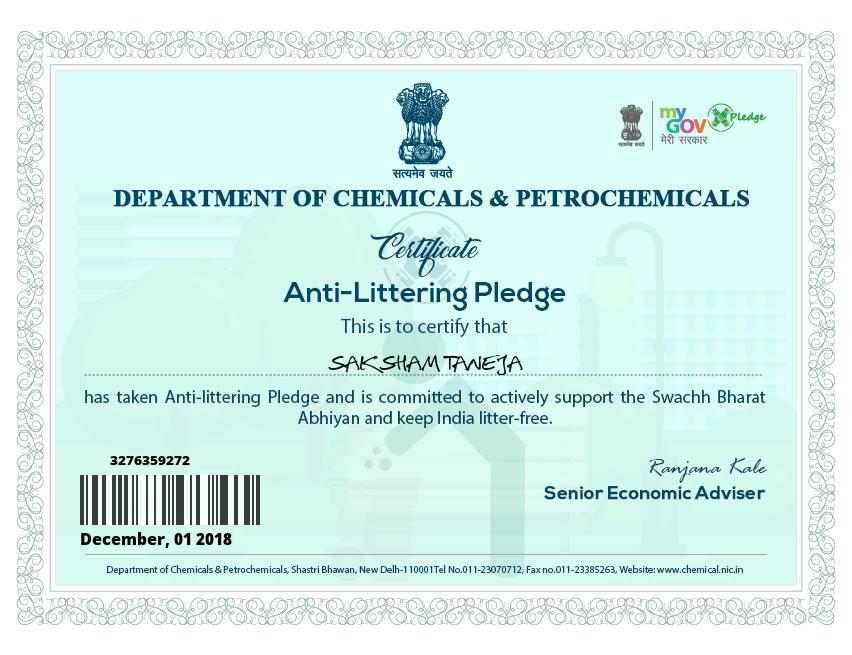 सत्यमेव जयते
सत्यमेव जयते
my
GOV
मेरी सरकार
Pledge
DEPARTMENT OF CHEMICALS & PETROCHEMICALS
Certificate
Anti-Littering Pledge
This is to certify that
SAKSHAM TANEJA
has taken Anti-littering Pledge and is committed to actively support the Swachh Bharat
Abhiyan and keep India litter-free.
3276359272
December, 01 2018
Ranjana Kale
Senior Economic Adviser
Department of Chemicals & Petrochemicals, Shastri Bhawan, New Delh-110001Tel No.011-23070712, Fax no.011-23385263, Website: www.chemical.nic.in